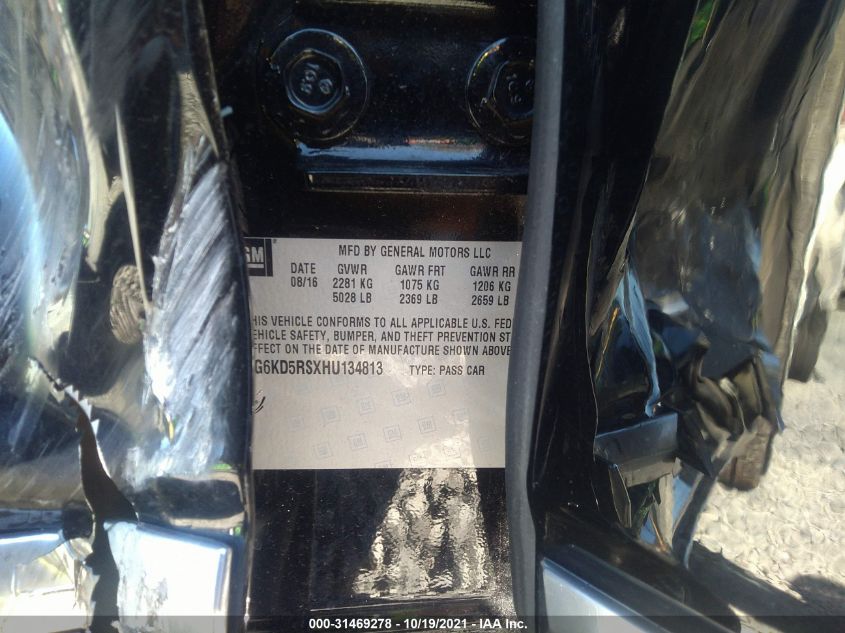 GM
MFD BY GENERAL MOTORS LLC
DATE GVWR GAWR FRT GAWR RR
08/16 2281 KG 1075 KG 1206 KG
5028 LB 2369 LB 2659 LB
HIS VEHICLE CONFORMS TO ALL APPLICABLE U.S. FED
EHICLE SAFETY, BUMPER, AND THEFT PREVENTION ST
FFECT ON THE DATE OF MANUFACTURE SHOWN ABOVE
G6KD5RSXHU134813 TYPE: PASS CAR
000-31469278 - 10/19/2021 - IAA Inc.